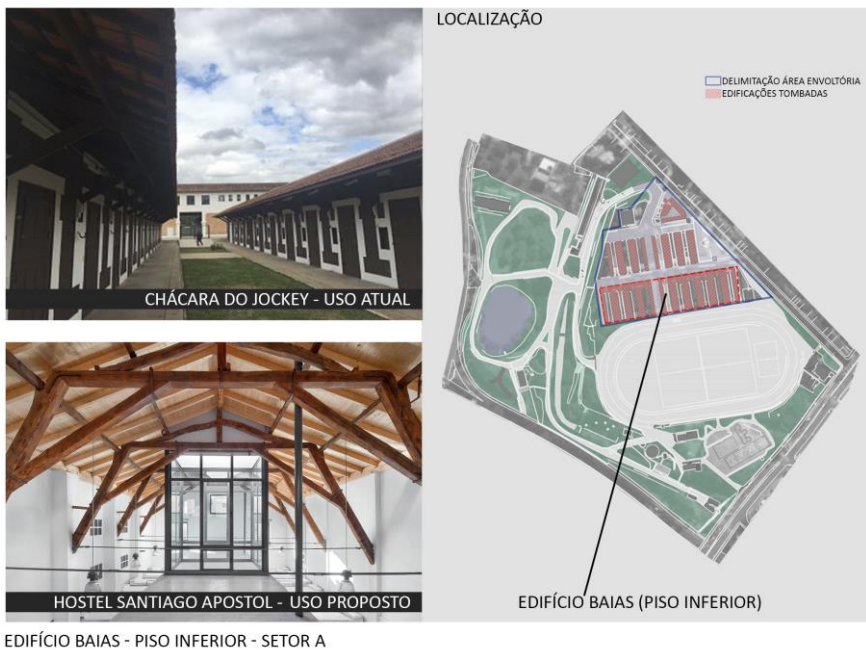 CHÁCARA DO JOCKEY - USO ATUAL
HOSTEL SANTIAGO APOSTOL - USO PROPOSTO
LOCALIZAÇÃO
DELIMITAÇÃO ÁREA ENVOLTÓRIA
EDIFICAÇÕES TOMBADAS
EDIFÍCIO BAIAS (PISO INFERIOR)
EDIFÍCIO BAIAS - PISO INFERIOR - SETOR A